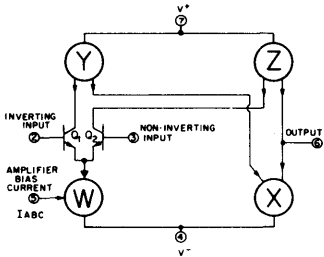 V+
⑦
Y
Z
INVERTING
INPUT
② Q1 Q2 ③ NON-INVERTING
INPUT
OUTPUT
⑥
AMPLIFIER
BIAS
CURRENT
⑤
IABC
W
X
④
V-